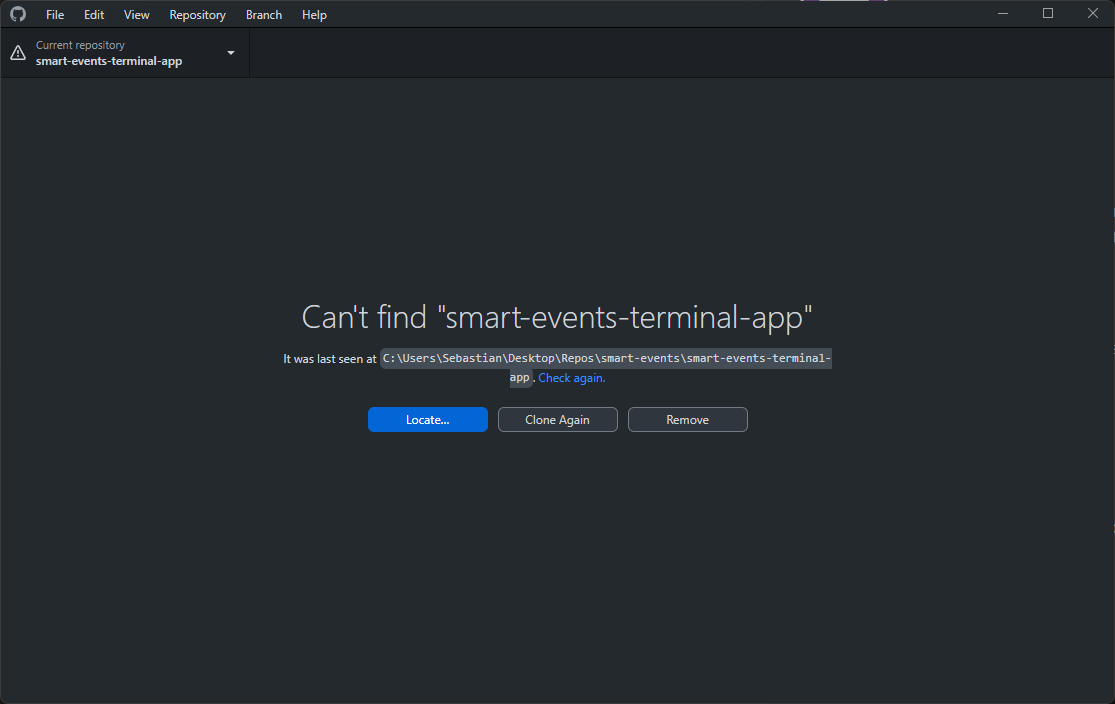 File Edit View Repository Branch Help
Current repository
smart-events-terminal-app
Can't find "smart-events-terminal-app"
It was last seen at C:\Users\Sebastian\Desktop\Repos\smart-events\smart-events-terminal-
app. Check again.
Locate... Clone Again Remove